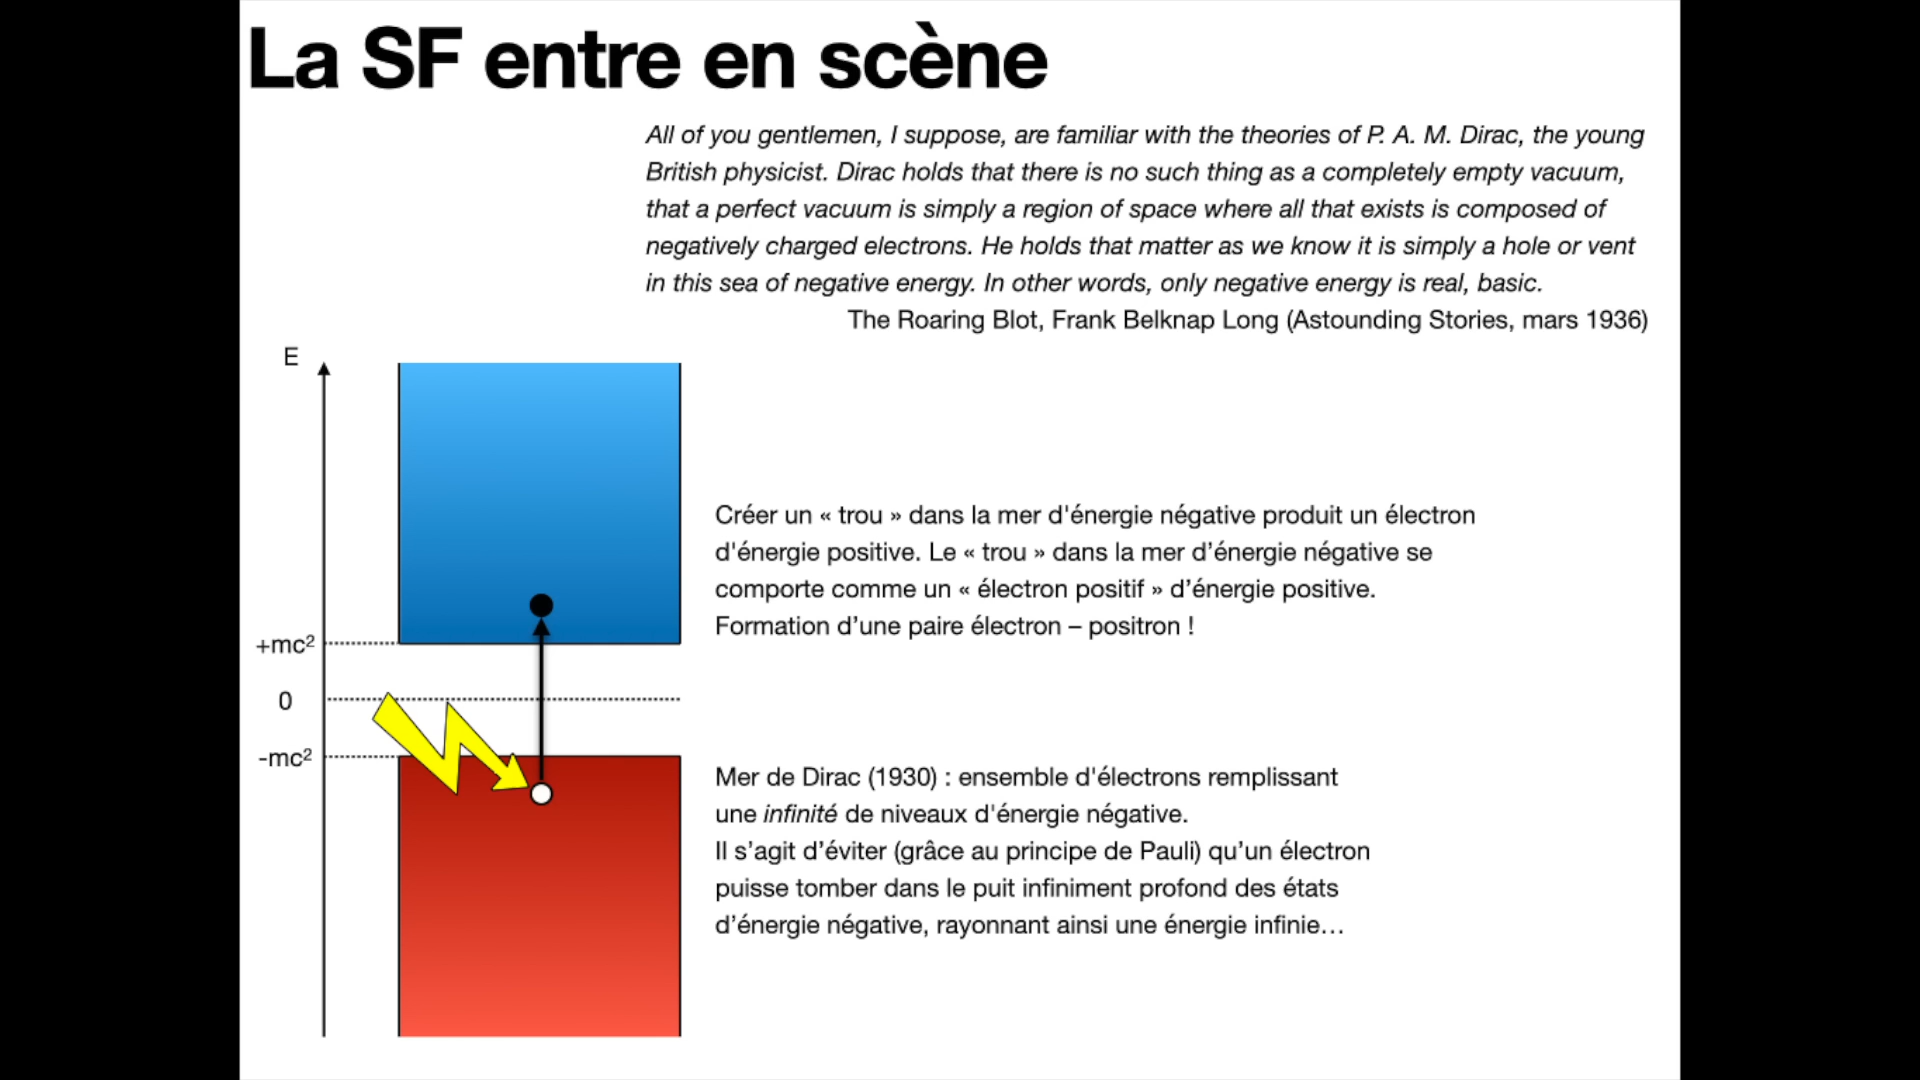 La SF entre en scène
All of you gentlemen, I suppose, are familiar with the theories of P. A. M. Dirac, the young
British physicist. Dirac holds that there is no such thing as a completely empty vacuum,
that a perfect vacuum is simply a region of space where all that exists is composed of
negatively charged electrons. He holds that matter as we know it is simply a hole or vent
in this sea of negative energy. In other words, only negative energy is real, basic.
The Roaring Blot, Frank Belknap Long (Astounding Stories, mars 1936)
E
Créer un « trou » dans la mer d'énergie négative produit un électron
d'énergie positive. Le « trou » dans la mer d’énergie négative se
comporte comme un « électron positif » d’énergie positive.
Formation d’une paire électron – positron !
+mc²
0
-mc²
Mer de Dirac (1930) : ensemble d'électrons remplissant
une infinité de niveaux d'énergie négative.
Il s’agit d’éviter (grâce au principe de Pauli) qu’un électron
puisse tomber dans le puit infiniment profond des états
d’énergie négative, rayonnant ainsi une énergie infinie…